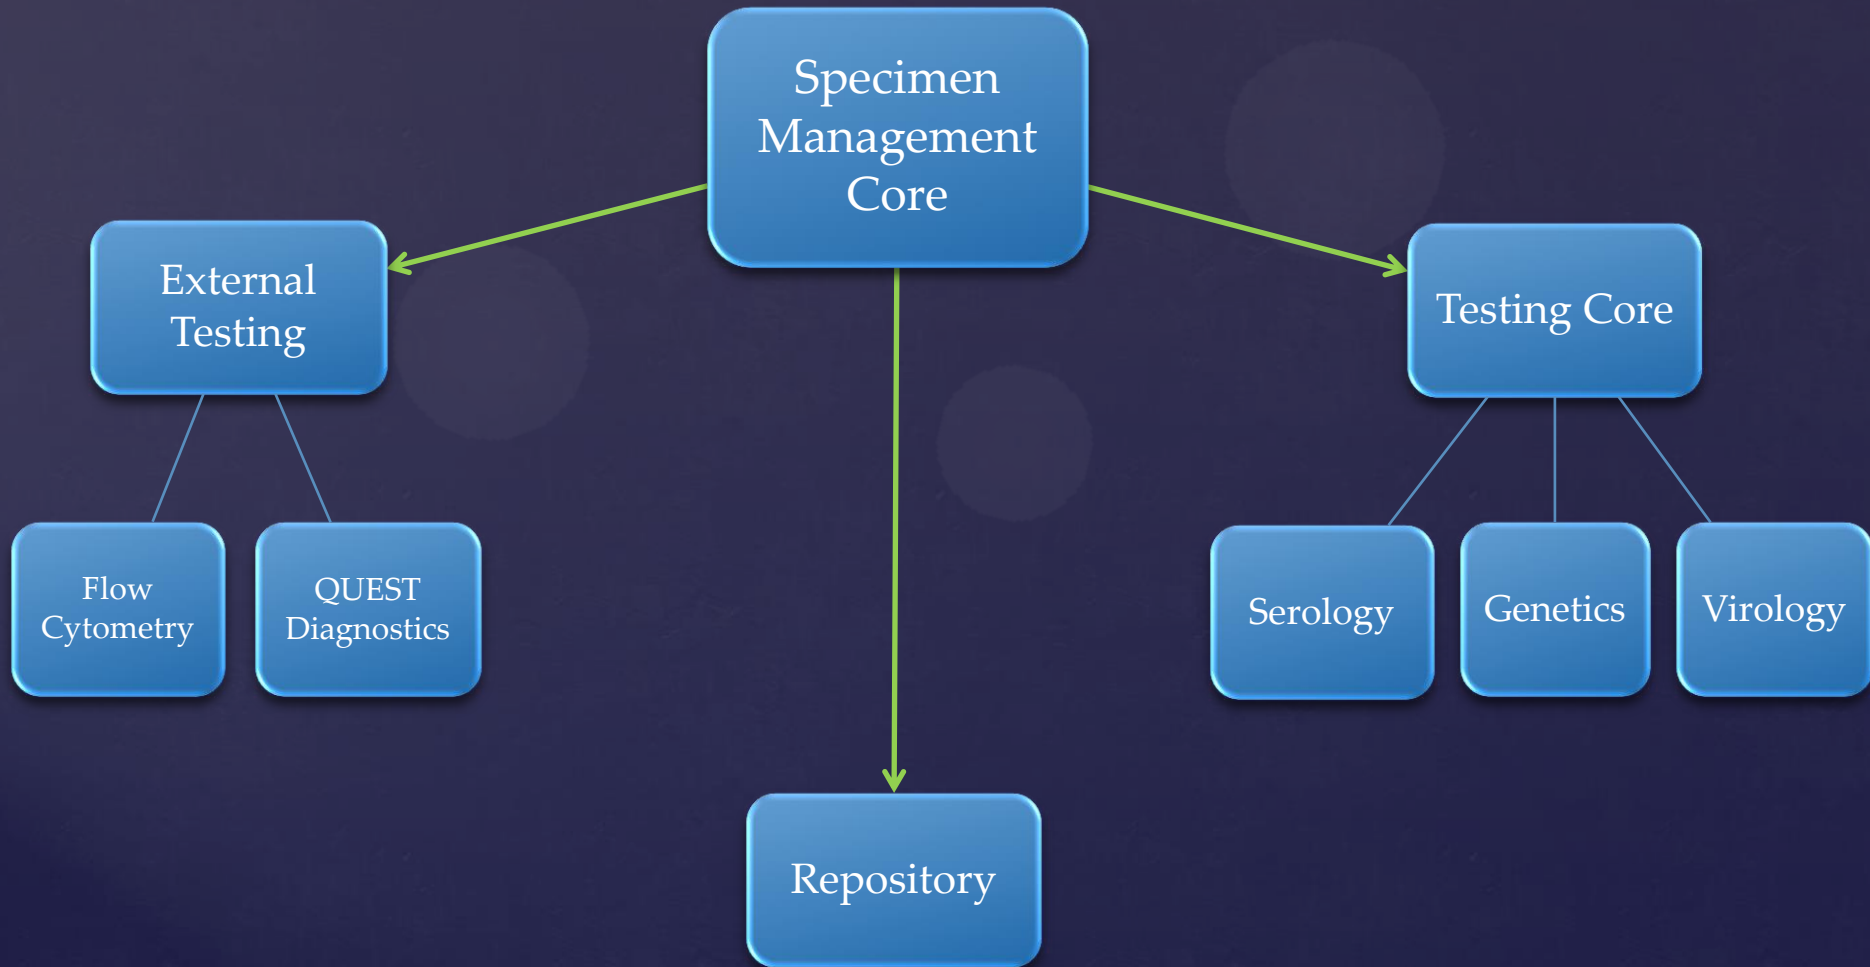 Specimen
Management
Core
External
Testing
Testing Core
Flow
Cytometry
QUEST
Diagnostics
Serology
Genetics
Virology
Repository